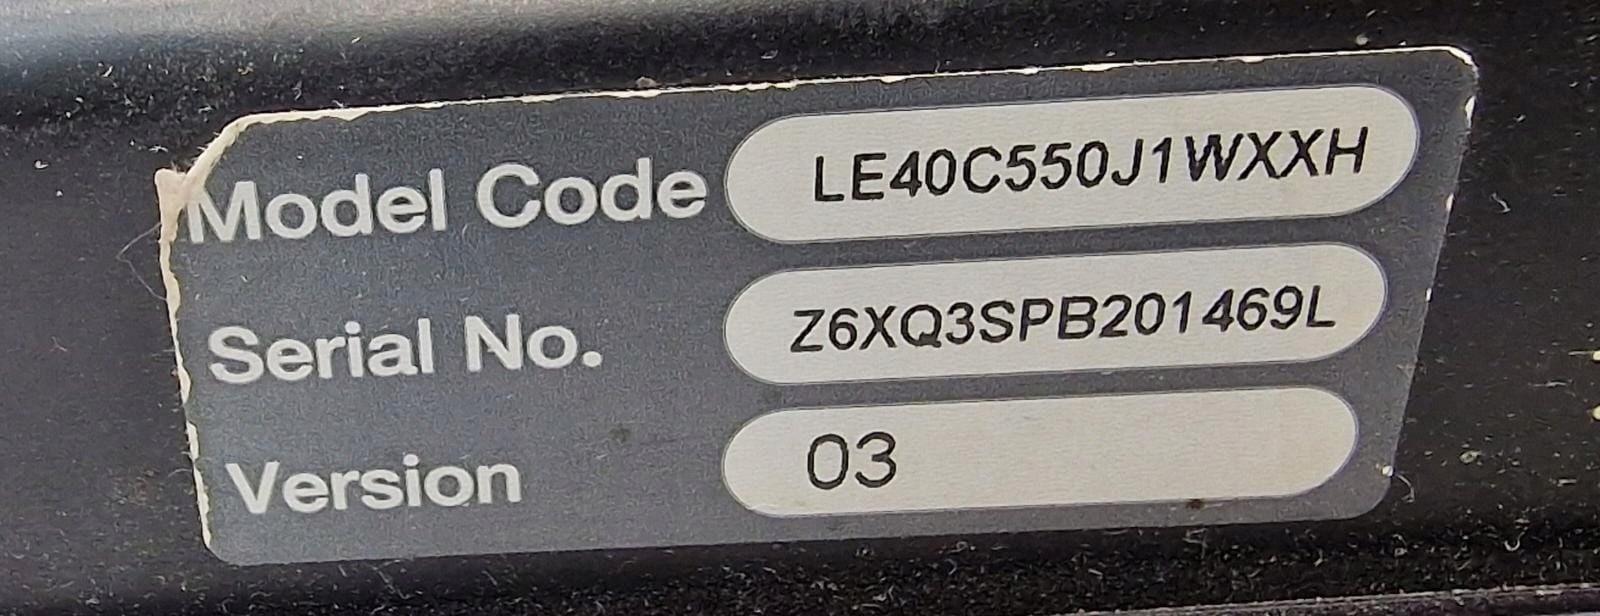 Model Code LE40C550J1WXXH
Serial No. Z6XQ3SPB201469L
Version 03